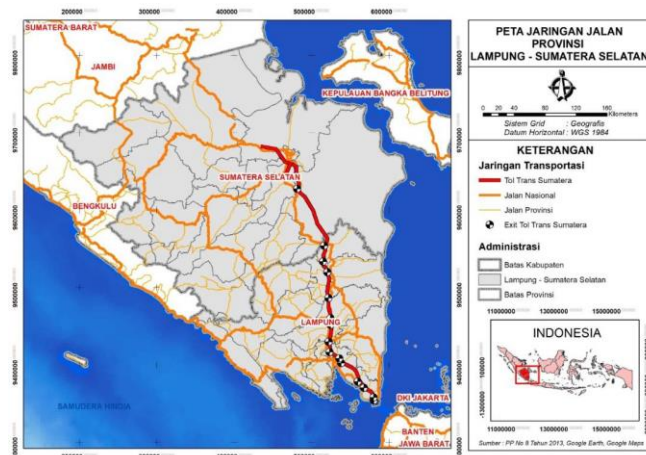 200000 300000 400000 500000 600000
SUMATERA BARAT
JAMBI
KEPULAUAN BANGKA BELITUNG
SUMATERA SELATAN
BENGKULU
LAMPUNG
SAMUDERA HINDIA
DKI JAKARTA
BANTEN
JAWA BARAT
9800000
9700000
9600000
9500000
9400000
PETA JARINGAN JALAN
PROVINSI
LAMPUNG - SUMATERA SELATAN
0 20 40 80 120 160
Kilometers
Sistem Grid : Geografis
Datum Horizontal : WGS 1984
KETERANGAN
Jaringan Transportasi
Tol Trans Sumatera
Jalan Nasional
Jalan Provinsi
Exit Tol Trans Sumatera
Administrasi
Batas Kabupaten
Lampung - Sumatera Selatan
Batas Provinsi
11000000 13000000 15000000
INDONESIA
Sumber : PP No 8 Tahun 2013, Google Earth, Google Maps